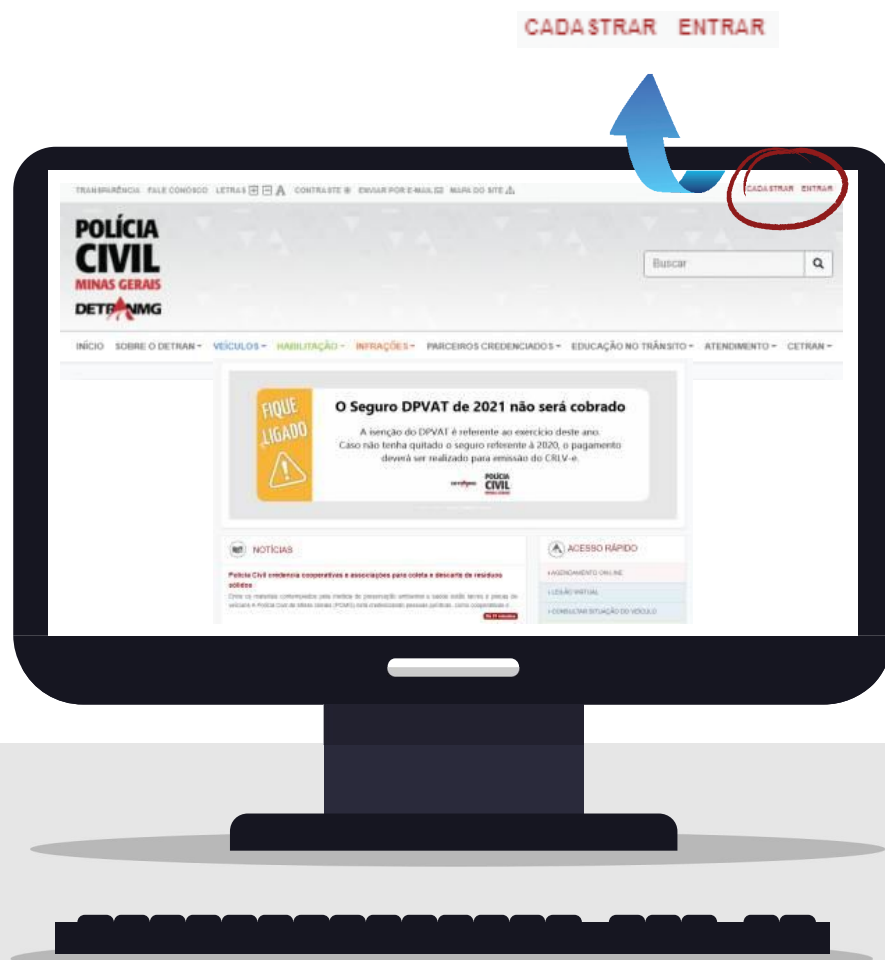 CADASTRAR ENTRAR
TRANSPARÊNCIA FALE CONOSCO LETRAS + - A CONTRASTE ENVIAR POR E-MAIL MAPA DO SITE
CADASTRAR ENTRAR
POLÍCIA
CIVIL
MINAS GERAIS
DETRANMG
Buscar
INÍCIO SOBRE O DETRAN VEÍCULOS HABILITAÇÃO INFRAÇÕES PARCEIROS CREDENCIADOS EDUCAÇÃO NO TRÂNSITO ATENDIMENTO CETRAN
FIQUE
LIGADO
O Seguro DPVAT de 2021 não será cobrado
A isenção do DPVAT é referente ao exercício deste ano.
Caso não tenha quitado o seguro referente à 2020, o pagamento
deverá ser realizado para emissão do CRLV-e.
DETRANMG
POLÍCIA
CIVIL
NOTÍCIAS
Polícia Civil credencia cooperativas e associações para coleta e descarte de resíduos
sólidos
ACESSO RÁPIDO
AGENDAMENTO ON-LINE
LEILÃO VIRTUAL
CONSULTAR SITUAÇÃO DO VEÍCULO